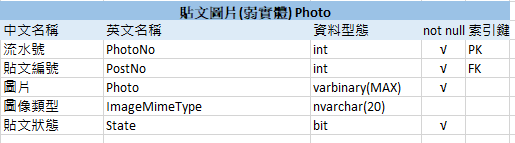 貼文圖片(弱實體) Photo
中文名稱 英文名稱 資料型態 not null 索引鍵
流水號 PhotoNo int √ PK
貼文編號 PostNo int √ FK
圖片 Photo varbinary(MAX) √
圖像類型 ImageMimeType nvarchar(20)
貼文狀態 State bit √